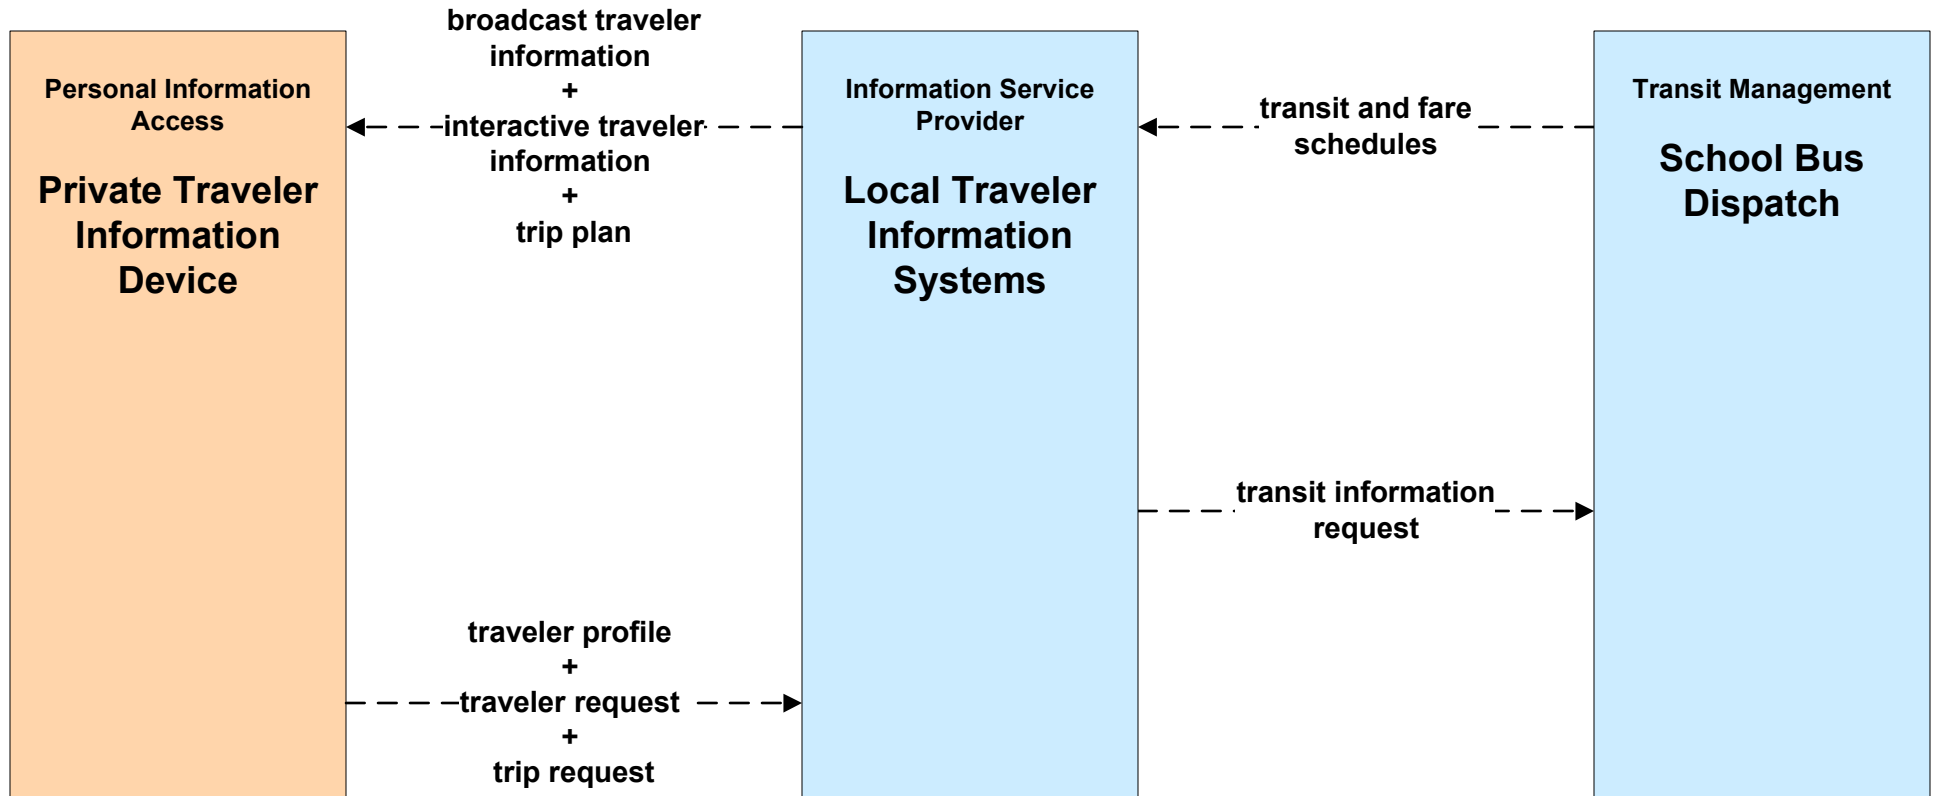 Personal Information
Access
Private Traveler
Information
Device
broadcast traveler
information
+
interactive traveler
information
+
trip plan
traveler profile
+
traveler request
+
trip request
Information Service
Provider
Local Traveler
Information
Systems
transit and fare
schedules
transit information
request
Transit Management
School Bus
Dispatch